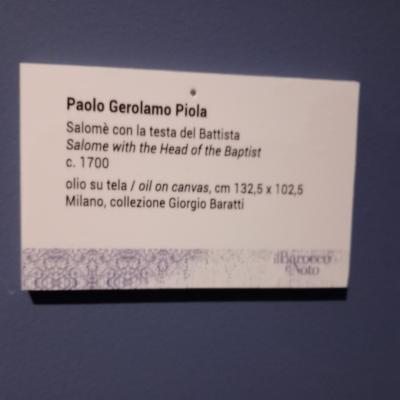 Paolo Gerolamo Piola
Salomè con la testa del Battista
Salome with the Head of the Baptist
c. 1700
olio su tela / oil on canvas, cm 132,5 x 102,5
Milano, collezione Giorgio Baratti
il Barocco
è Noto